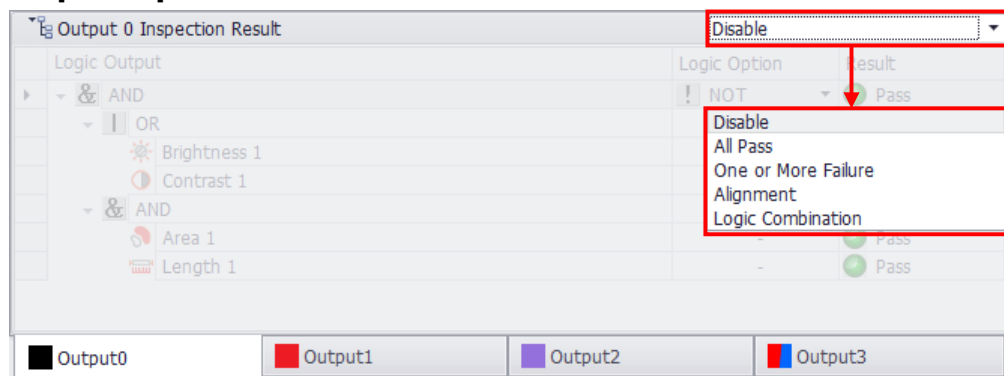 Output 0 Inspection Result Disable
Logic Output Logic Option Result
& AND ! NOT Pass
| OR Disable
Brightness 1 All Pass
One or More Failure
Contrast 1 Alignment
& AND Logic Combination
Area 1 - Pass
Length 1 - Pass
Output0 Output1 Output2 Output3